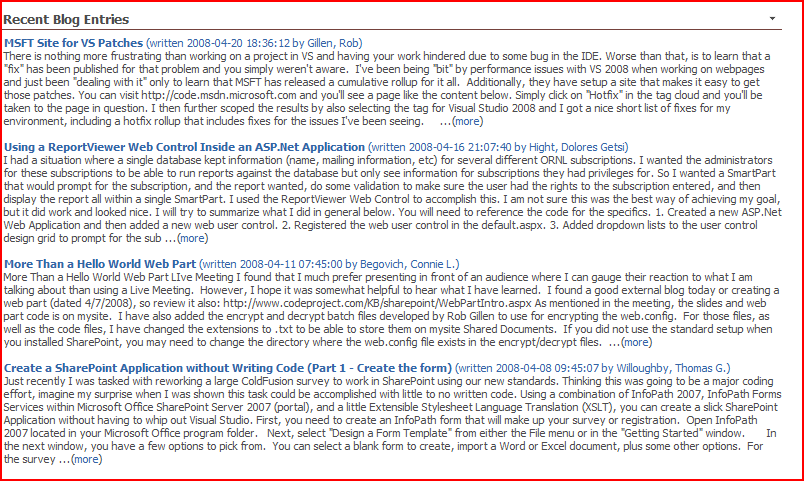 Recent Blog Entries
MSFT Site for VS Patches (written 2008-04-20 18:36:12 by Gillen, Rob)
There is nothing more frustrating than working on a project in VS and having your work hindered due to some bug in the IDE. Worse than that, is to learn that a
"fix" has been published for that problem and you simply weren't aware.  I've been being "bit" by performance issues with VS 2008 when working on webpages
and just been "dealing with it" only to learn that MSFT has released a cumulative rollup for it all.  Additionally, they have setup a site that makes it easy to get
those patches. You can visit http://code.msdn.microsoft.com and you'll see a page like the content below. Simply click on "Hotfix" in the tag cloud and you'll be
taken to the page in question. I then further scoped the results by also selecting the tag for Visual Studio 2008 and I got a nice short list of fixes for my
environment, including a hotfix rollup that includes fixes for the issues I've been seeing.     ...(more)
Using a ReportViewer Web Control Inside an ASP.Net Application (written 2008-04-16 21:07:40 by Hight, Dolores Getsi)
I had a situation where a single database kept information (name, mailing information, etc) for several different ORNL subscriptions. I wanted the administrators
for these subscriptions to be able to run reports against the database but only see information for subscriptions they had privileges for. So I wanted a SmartPart
that would prompt for the subscription, and the report wanted, do some validation to make sure the user had the rights to the subscription entered, and then
display the report all within a single SmartPart. I used the ReportViewer Web Control to accomplish this. I am not sure this was the best way of achieving my goal,
but it did work and looked nice. I will try to summarize what I did in general below. You will need to reference the code for the specifics. 1. Created a new ASP.Net
Web Application and then added a new web user control. 2. Registered the web user control in the default.aspx. 3. Added dropdown lists to the user control
design grid to prompt for the sub ...(more)
More Than a Hello World Web Part (written 2008-04-11 07:45:00 by Begovich, Connie L.)
More Than a Hello World Web Part LIve Meeting I found that I much prefer presenting in front of an audience where I can gauge their reaction to what I am
talking about than using a Live Meeting.  However, I hope it was somewhat helpful to hear what I have learned.  I found a good external blog today or creating a
web part (dated 4/7/2008), so review it also: http://www.codeproject.com/KB/sharepoint/WebPartIntro.aspx As mentioned in the meeting, the slides and web
part code is on mysite.  I have also added the encrypt and decrypt batch files developed by Rob Gillen to use for encrypting the web.config.  For those files, as
well as the code files, I have changed the extensions to .txt to be able to store them on mysite Shared Documents.  If you did not use the standard setup when
you installed SharePoint, you may need to change the directory where the web.config file exists in the encrypt/decrypt files.  ...(more)
Create a SharePoint Application without Writing Code (Part 1 - Create the form) (written 2008-04-08 09:45:07 by Willoughby, Thomas G.)
Just recently I was tasked with reworking a large ColdFusion survey to work in SharePoint using our new standards. Thinking this was going to be a major coding
effort, imagine my surprise when I was shown this task could be accomplished with little to no written code. Using a combination of InfoPath 2007, InfoPath Forms
Services within Microsoft Office SharePoint Server 2007 (portal), and a little Extensible Stylesheet Language Translation (XSLT), you can create a slick SharePoint
Application without having to whip out Visual Studio. First, you need to create an InfoPath form that will make up your survey or registration.  Open InfoPath
2007 located in your Microsoft Office program folder.   Next, select "Design a Form Template" from either the File menu or in the "Getting Started" window.      In
the next window, you have a few options to pick from.  You can select a blank form to create, import a Word or Excel document, plus some other options.  For
the survey ...(more)